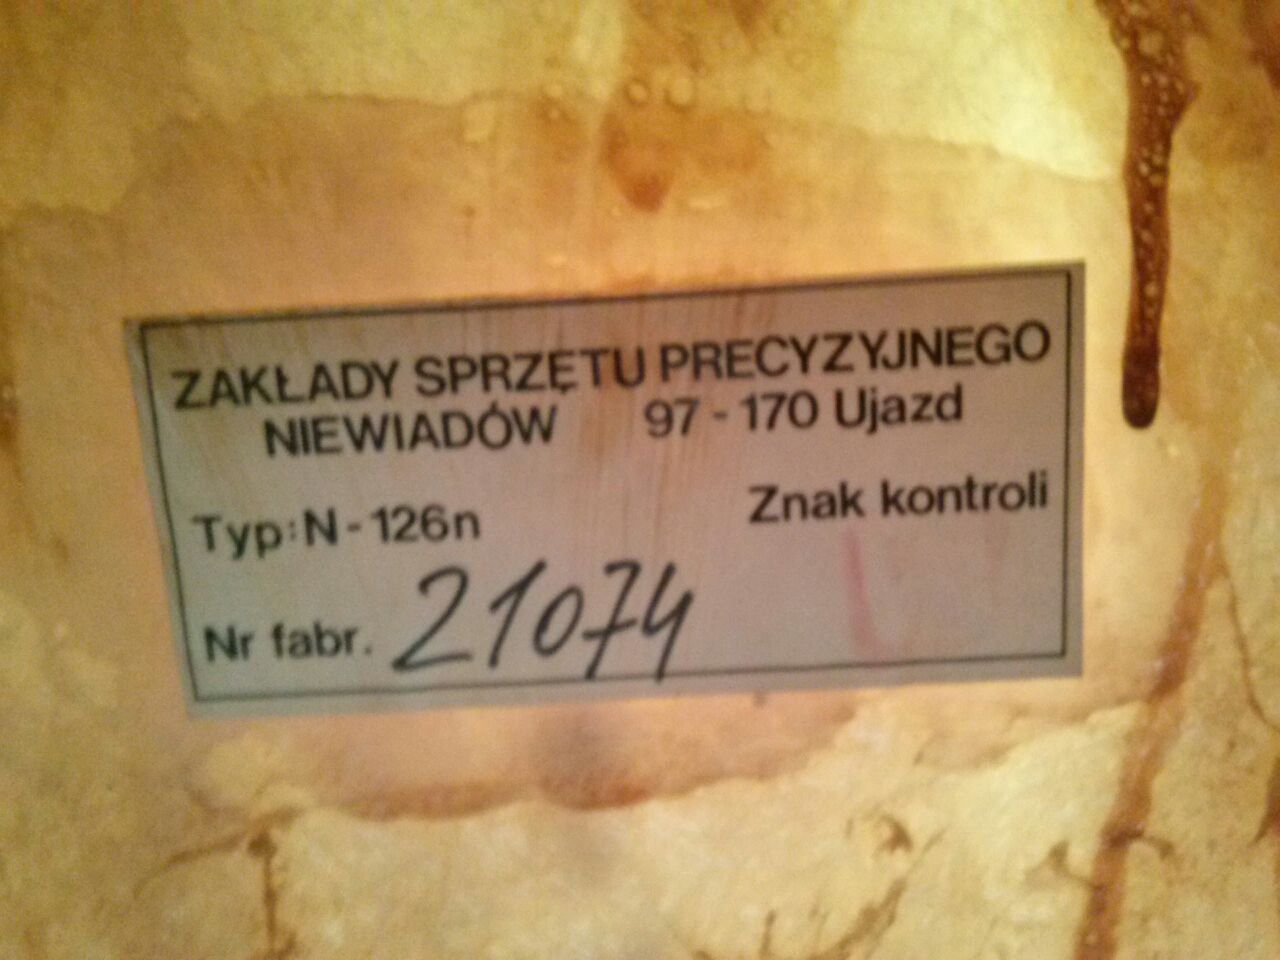 ZAKŁADY SPRZĘTU PRECYZYJNEGO
NIEWIADÓW 97-170 Ujazd
Typ: N-126n Znak kontroli
Nr fabr. 21074